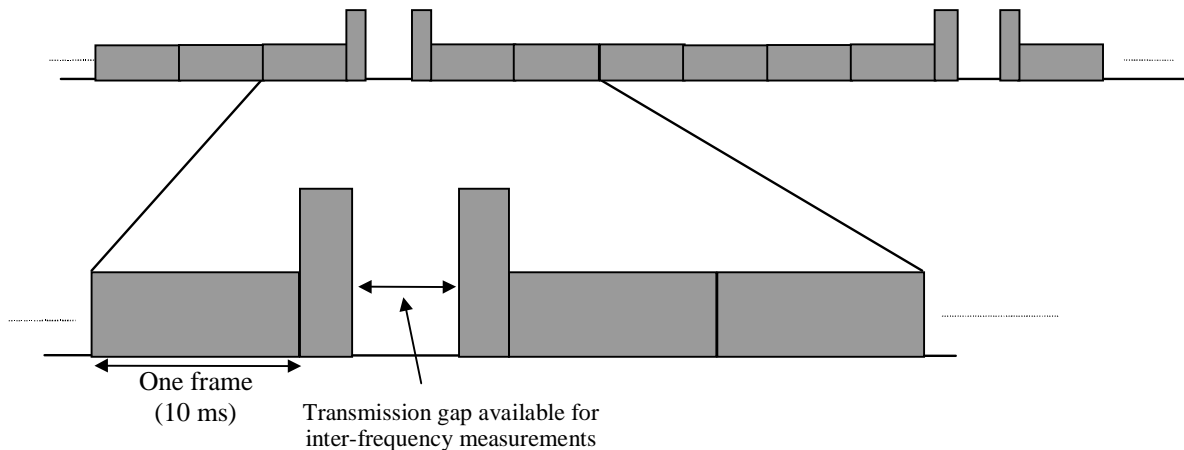 One frame
(10 ms)
Transmission gap available for
inter-frequency measurements